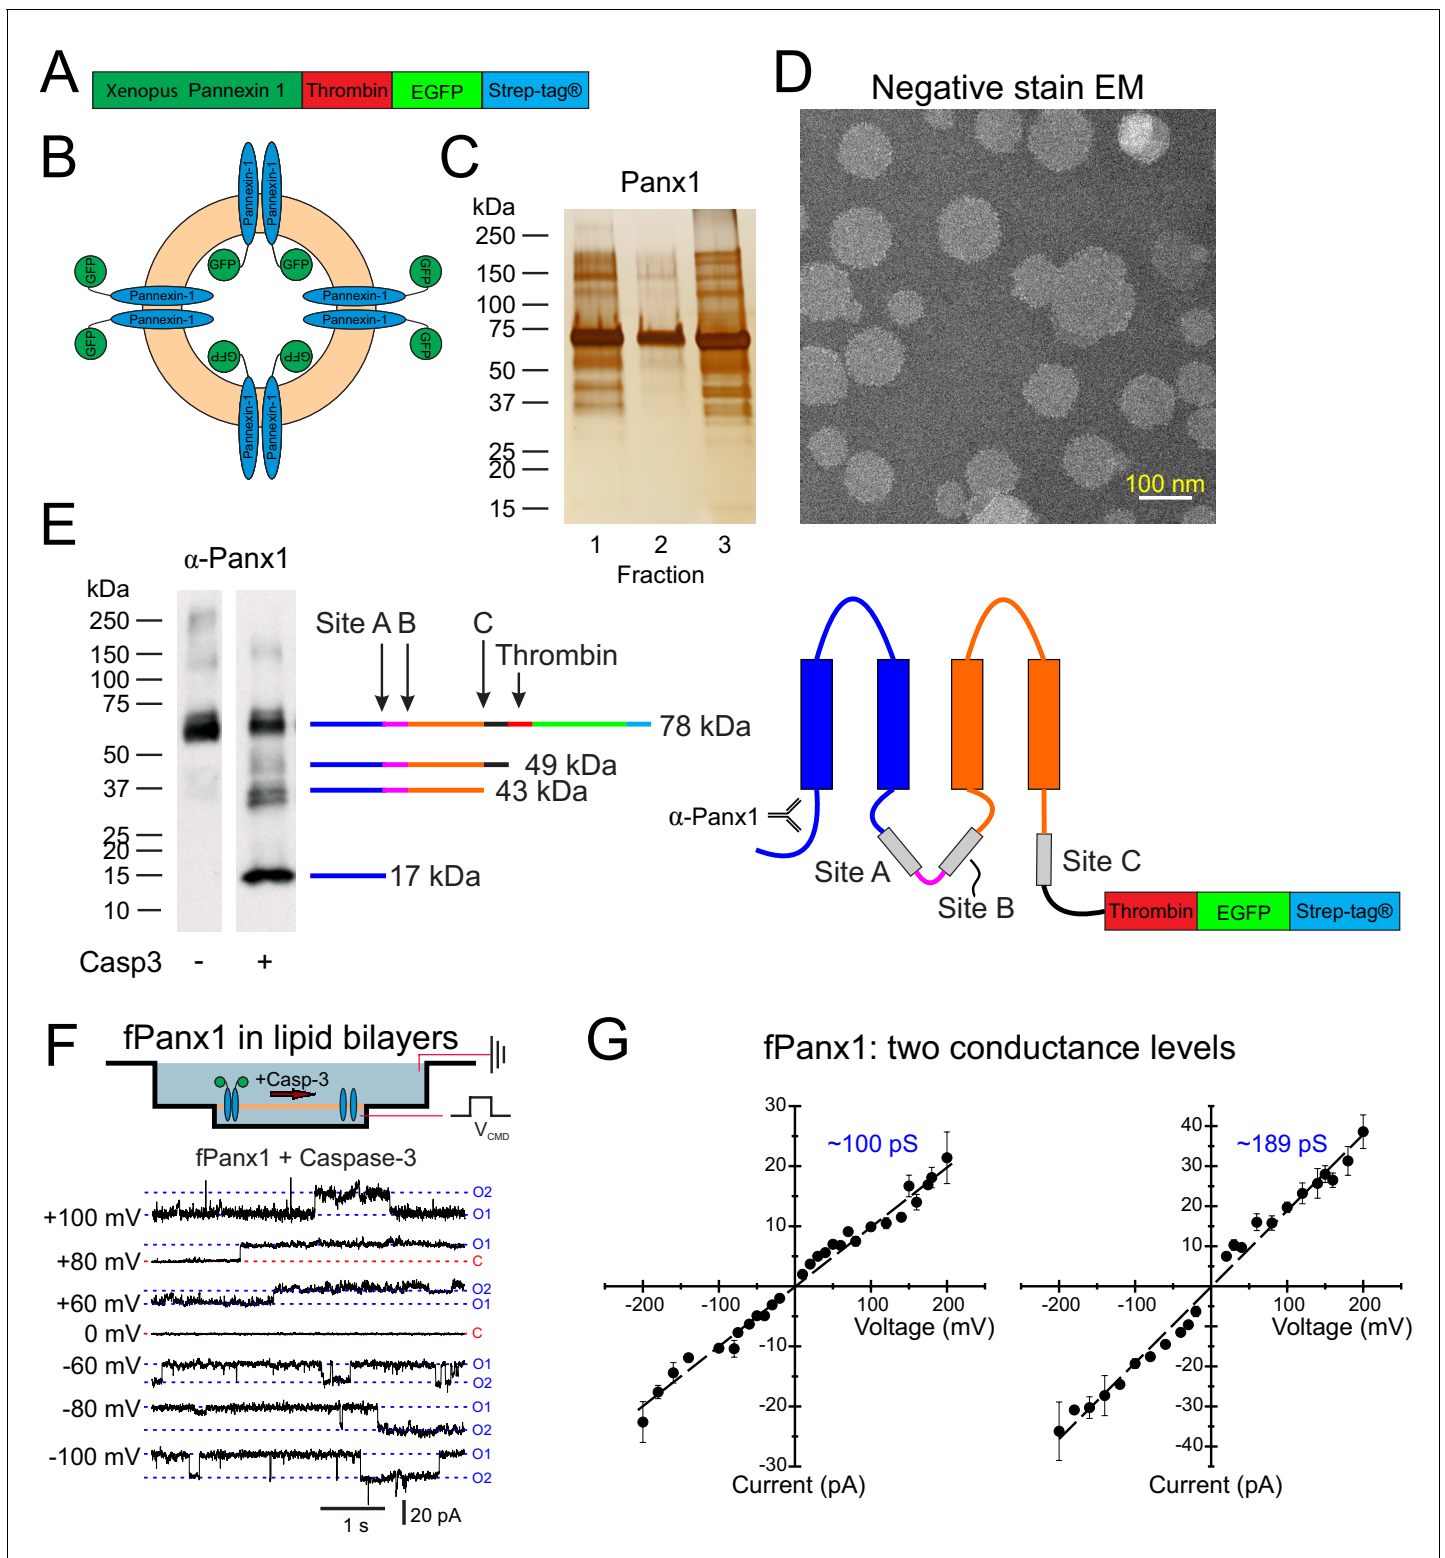 A
Xenopus Pannexin 1 Thrombin EGFP Strep-tag®
B
Pannexin-1 Pannexin-1
GFP GFP GFP GFP
Pannexin-1 Pannexin-1
Pannexin-1 Pannexin-1
GFP GFP GFP GFP
Pannexin-1 Pannexin-1
C
Panx1
kDa
250
150
100
75
50
37
25
20
15
1 2 3
Fraction
D
Negative stain EM
100 nm
E
α-Panx1
kDa
250
150
100
75
50
37
25
20
15
10
Casp3 - +
Site A B C
Thrombin
78 kDa
49 kDa
43 kDa
17 kDa
α-Panx1
Site A
Site B
Site C
Thrombin EGFP Strep-tag®
F
fPanx1 in lipid bilayers
+Casp-3
VCMD
fPanx1 + Caspase-3
O2
+100 mV O1
O1
+80 mV C
O2
+60 mV O1
0 mV C
-60 mV O1
O2
-80 mV O1
O2
-100 mV O1
O2
1 s
20 pA
G
fPanx1: two conductance levels
30
~100 pS
20
10
-200 -100 100 200
Voltage (mV)
-10
-20
-30
Current (pA)
40
~189 pS
30
20
10
-200 -100 100 200
Voltage (mV)
-10
-20
-30
-40
Current (pA)